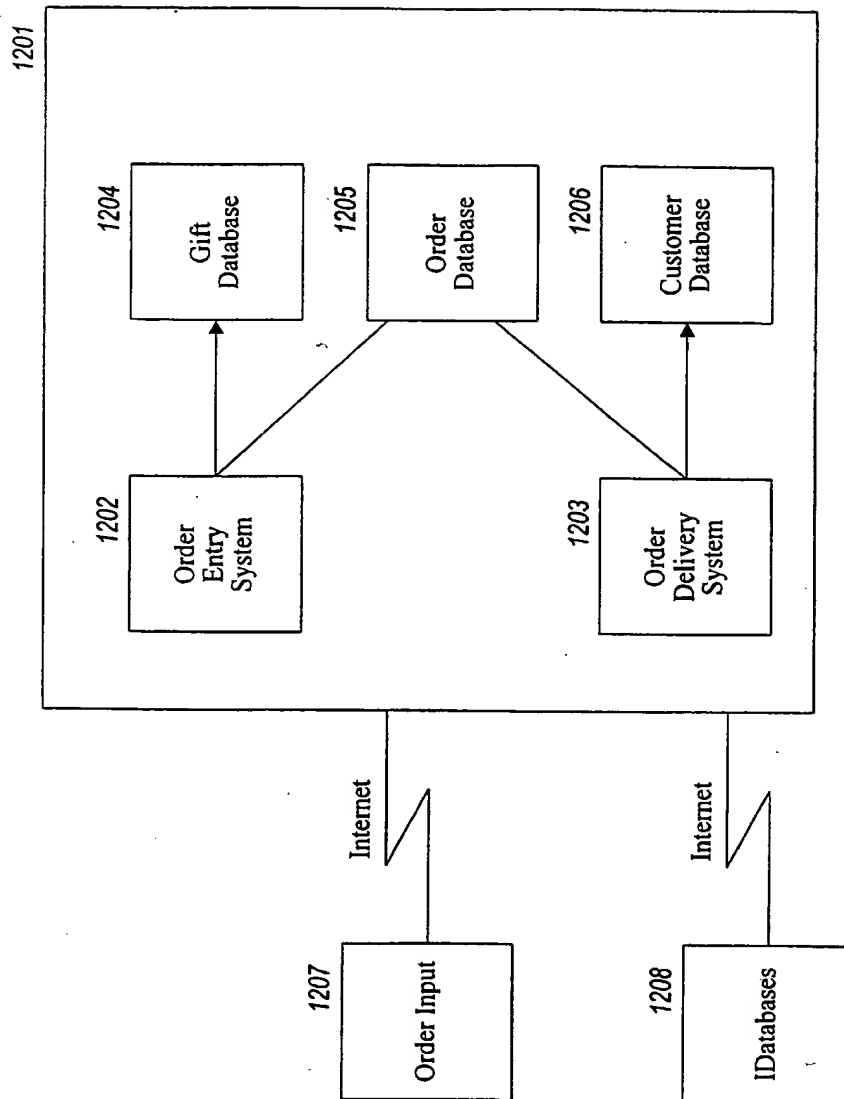 1201
1204
Gift
Database
1205
Order
Database
1206
Customer
Database
1202
Order
Entry
System
1203
Order
Delivery
System
Internet
Internet
1207
Order Input
1208
IDatabases